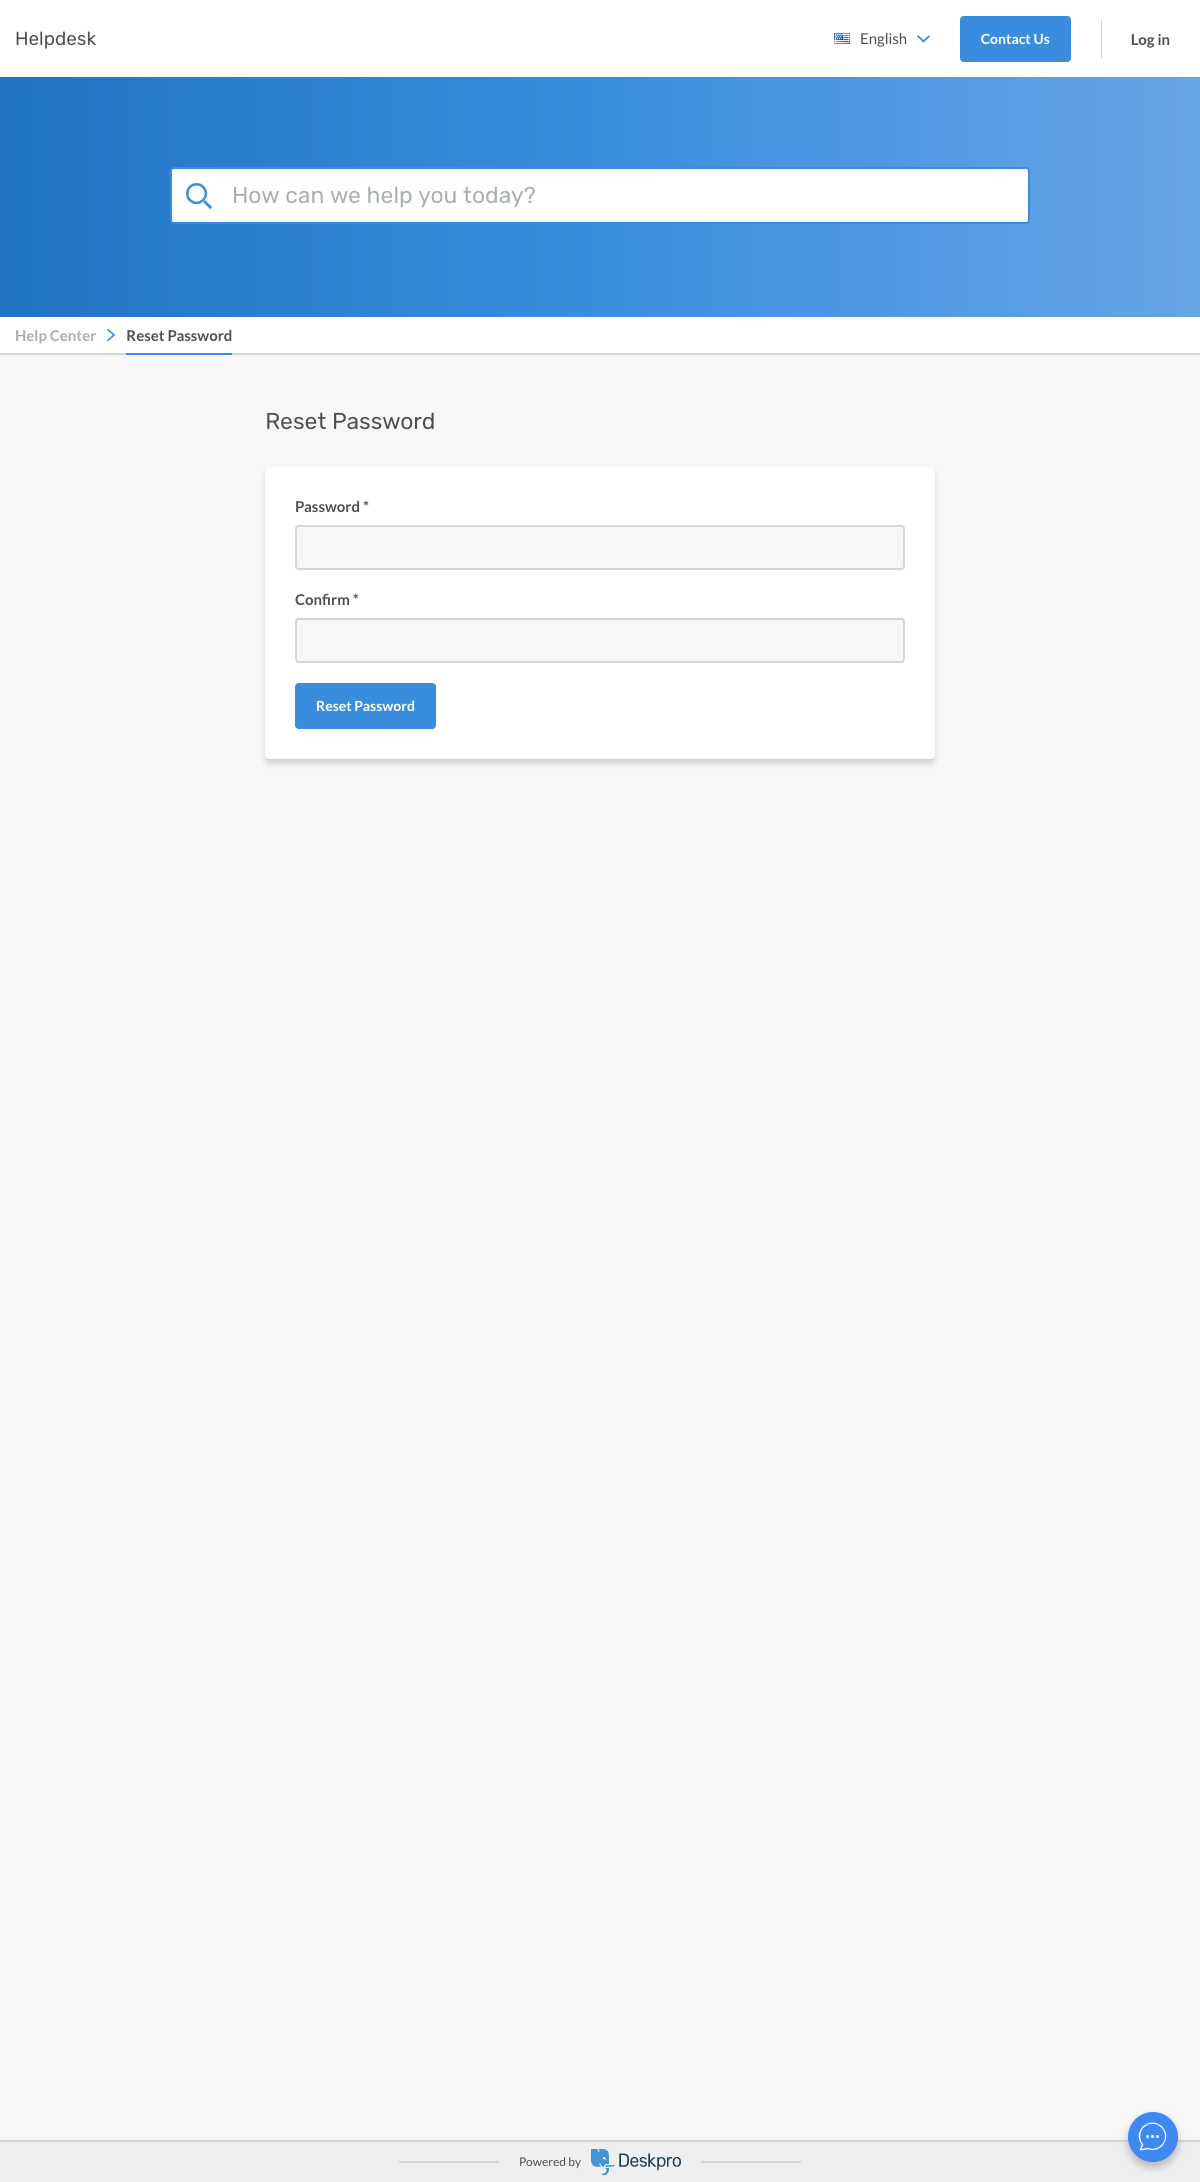 Helpdesk
English
Contact Us
Log in
How can we help you today?
Help Center
Reset Password
Reset Password
Password *
Confirm *
Reset Password
Powered by Deskpro